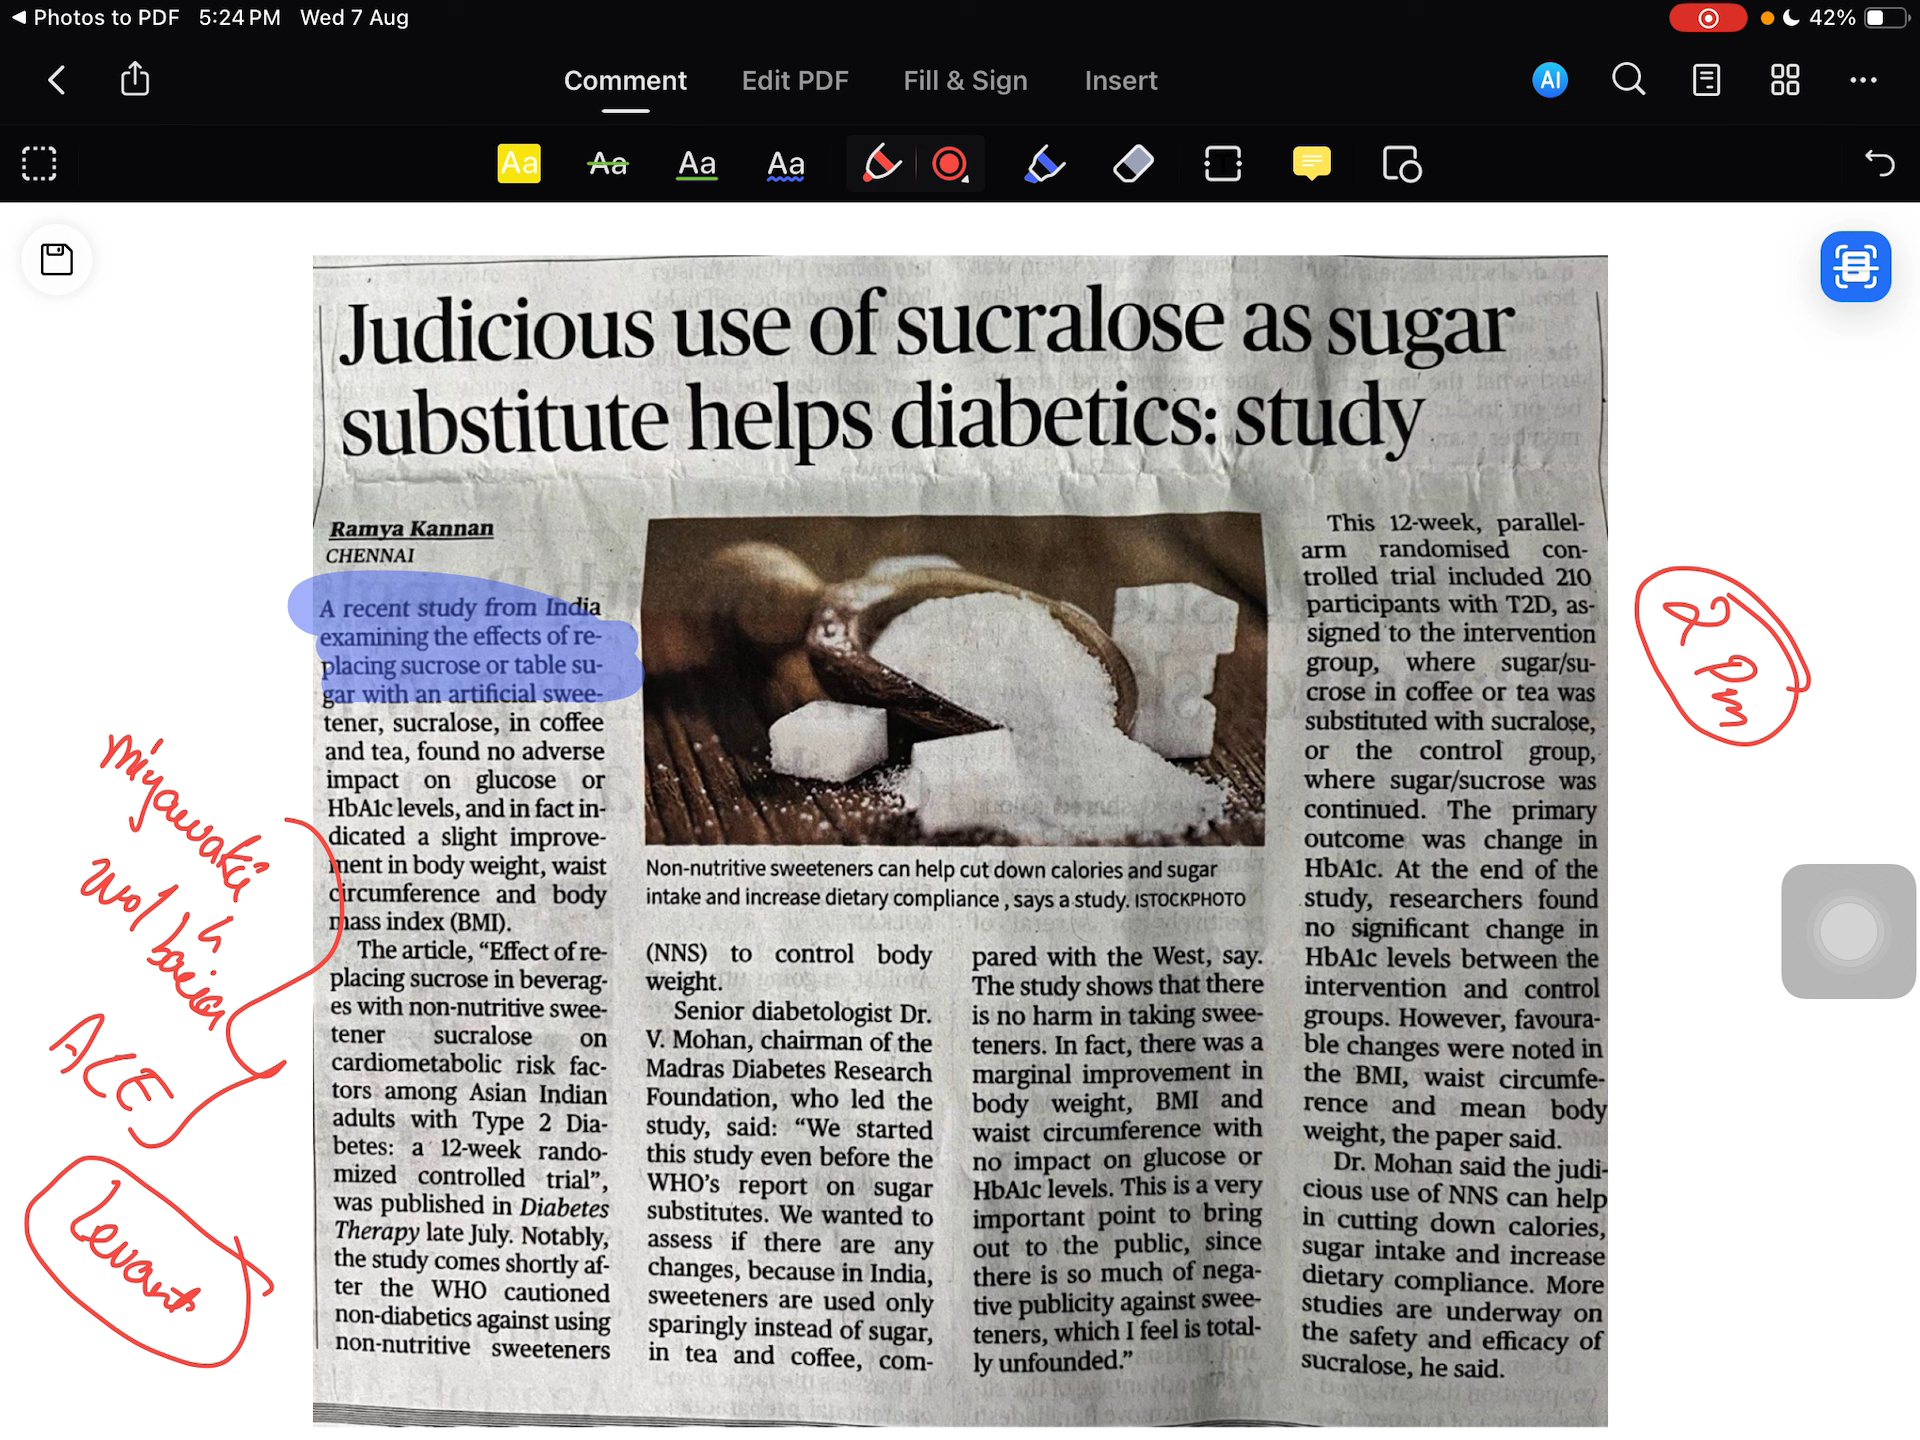 Photos to PDF 5:24 PM Wed 7 Aug
42%
Comment Edit PDF Fill & Sign Insert
AI
Aa Aa Aa Aa
T
Judicious use of sucralose as sugar
substitute helps diabetics: study
Ramya Kannan
CHENNAI
A recent study from India
examining the effects of re-
placing sucrose or table su-
gar with an artificial swee-
tener, sucralose, in coffee
and tea, found no adverse
impact on glucose or
HbA1c levels, and in fact in-
dicated a slight improve-
ment in body weight, waist
circumference and body
mass index (BMI).
The article, “Effect of re-
placing sucrose in beverag-
es with non-nutritive swee-
tener sucralose on
cardiometabolic risk fac-
tors among Asian Indian
adults with Type 2 Dia-
betes: a 12-week rando-
mized controlled trial”,
was published in Diabetes
Therapy late July. Notably,
the study comes shortly af-
ter the WHO cautioned
non-diabetics against using
non-nutritive sweeteners
Non-nutritive sweeteners can help cut down calories and sugar
intake and increase dietary compliance , says a study. ISTOCKPHOTO
(NNS) to control body
weight.
Senior diabetologist Dr.
V. Mohan, chairman of the
Madras Diabetes Research
Foundation, who led the
study, said: “We started
this study even before the
WHO’s report on sugar
substitutes. We wanted to
assess if there are any
changes, because in India,
sweeteners are used only
sparingly instead of sugar,
in tea and coffee, com-
pared with the West, say.
The study shows that there
is no harm in taking swee-
teners. In fact, there was a
marginal improvement in
body weight, BMI and
waist circumference with
no impact on glucose or
HbA1c levels. This is a very
important point to bring
out to the public, since
there is so much of nega-
tive publicity against swee-
teners, which I feel is total-
ly unfounded.”
This 12-week, parallel-
arm randomised con-
trolled trial included 210
participants with T2D, as-
signed to the intervention
group, where sugar/su-
crose in coffee or tea was
substituted with sucralose,
or the control group,
where sugar/sucrose was
continued. The primary
outcome was change in
HbA1c. At the end of the
study, researchers found
no significant change in
HbA1c levels between the
intervention and control
groups. However, favoura-
ble changes were noted in
the BMI, waist circumfe-
rence and mean body
weight, the paper said.
Dr. Mohan said the judi-
cious use of NNS can help
in cutting down calories,
sugar intake and increase
dietary compliance. More
studies are underway on
the safety and efficacy of
sucralose, he said.
miyawaki
ACE
Levant